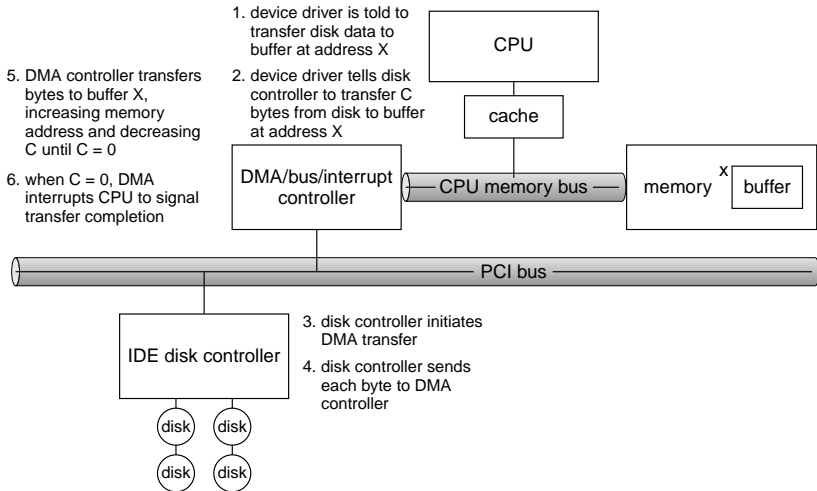 1. device driver is told to
transfer disk data to
buffer at address X
2. device driver tells disk
controller to transfer C
bytes from disk to buffer
at address X
5. DMA controller transfers
bytes to buffer X,
increasing memory
address and decreasing
C until C = 0
6. when C = 0, DMA
interrupts CPU to signal
transfer completion
CPU
cache
DMA/bus/interrupt
controller
CPU memory bus
memory
x
buffer
PCI bus
IDE disk controller
3. disk controller initiates
DMA transfer
4. disk controller sends
each byte to DMA
controller
disk
disk
disk
disk